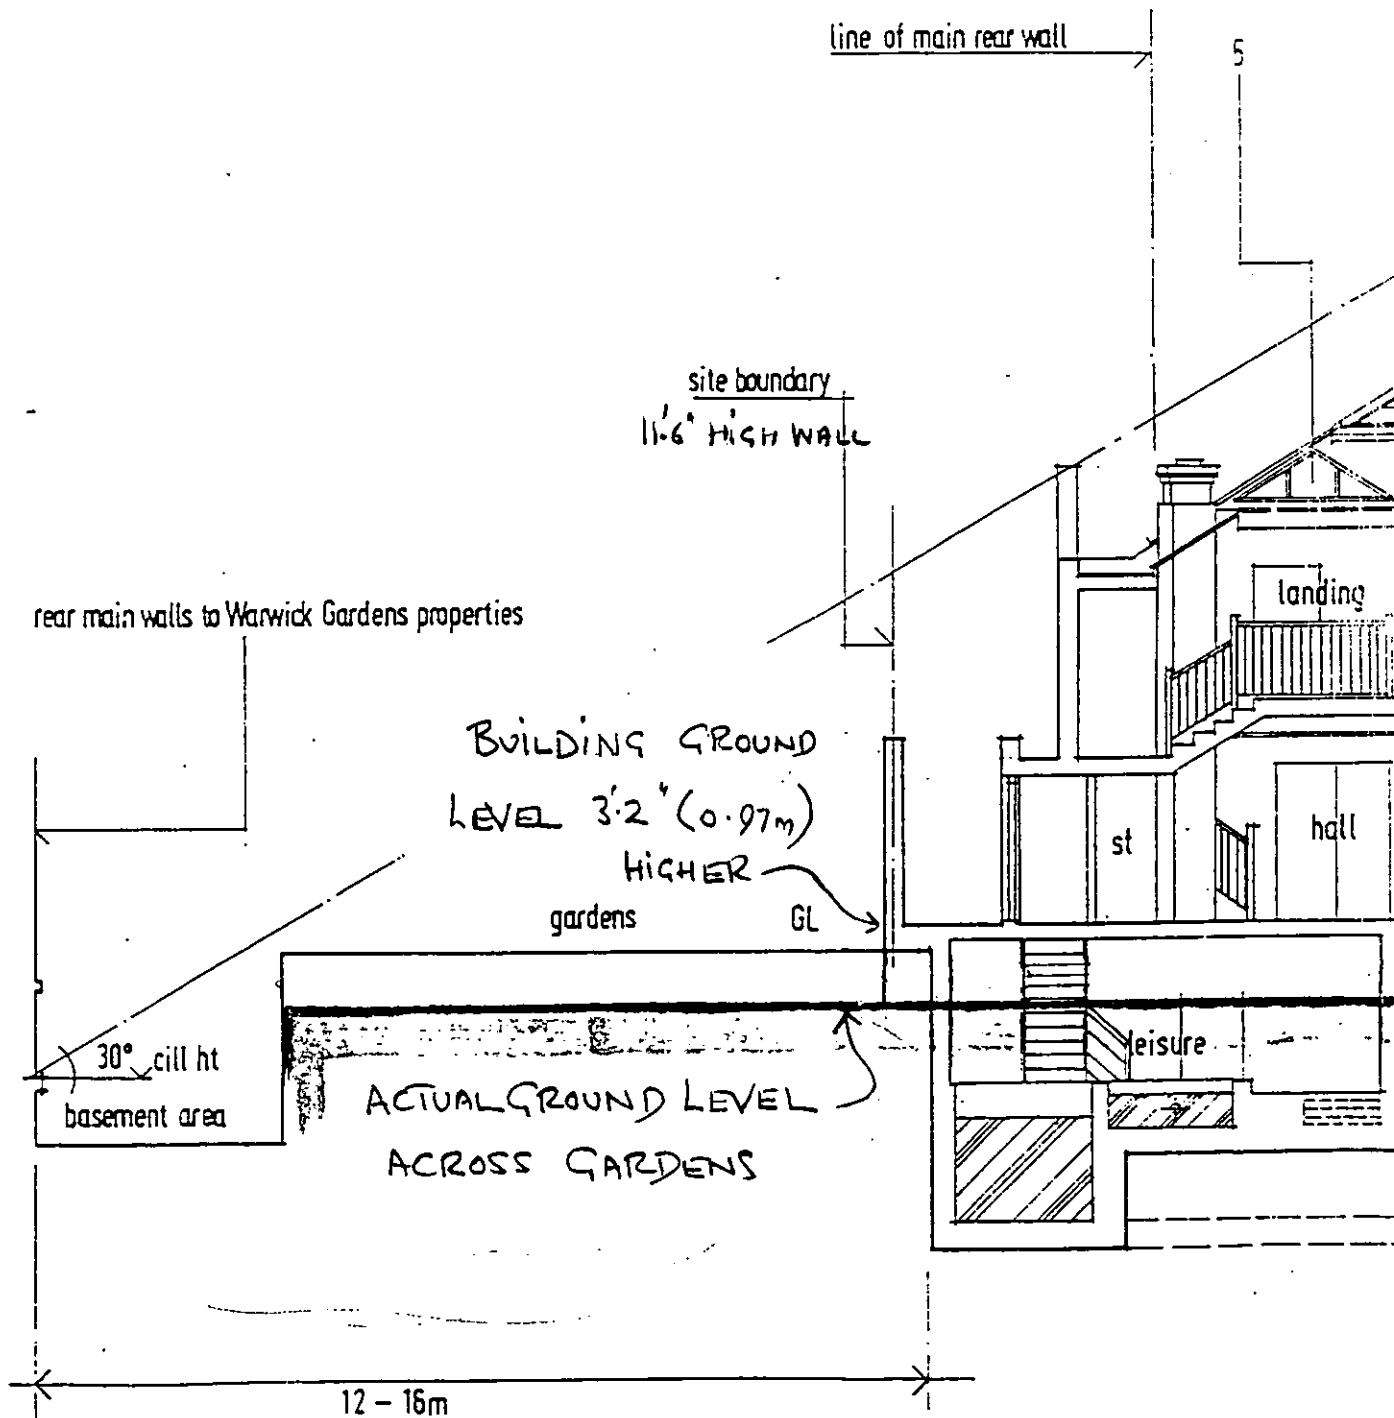 line of main rear wall
5
site boundary
11'.6" HIGH WALL
landing
rear main walls to Warwick Gardens properties
BUILDING GROUND
LEVEL 3'.2" (0.97m)
HIGHER
st
hall
gardens
GL
30°
cill ht
leisure
basement area
ACTUAL GROUND LEVEL
ACROSS GARDENS
12 - 16m